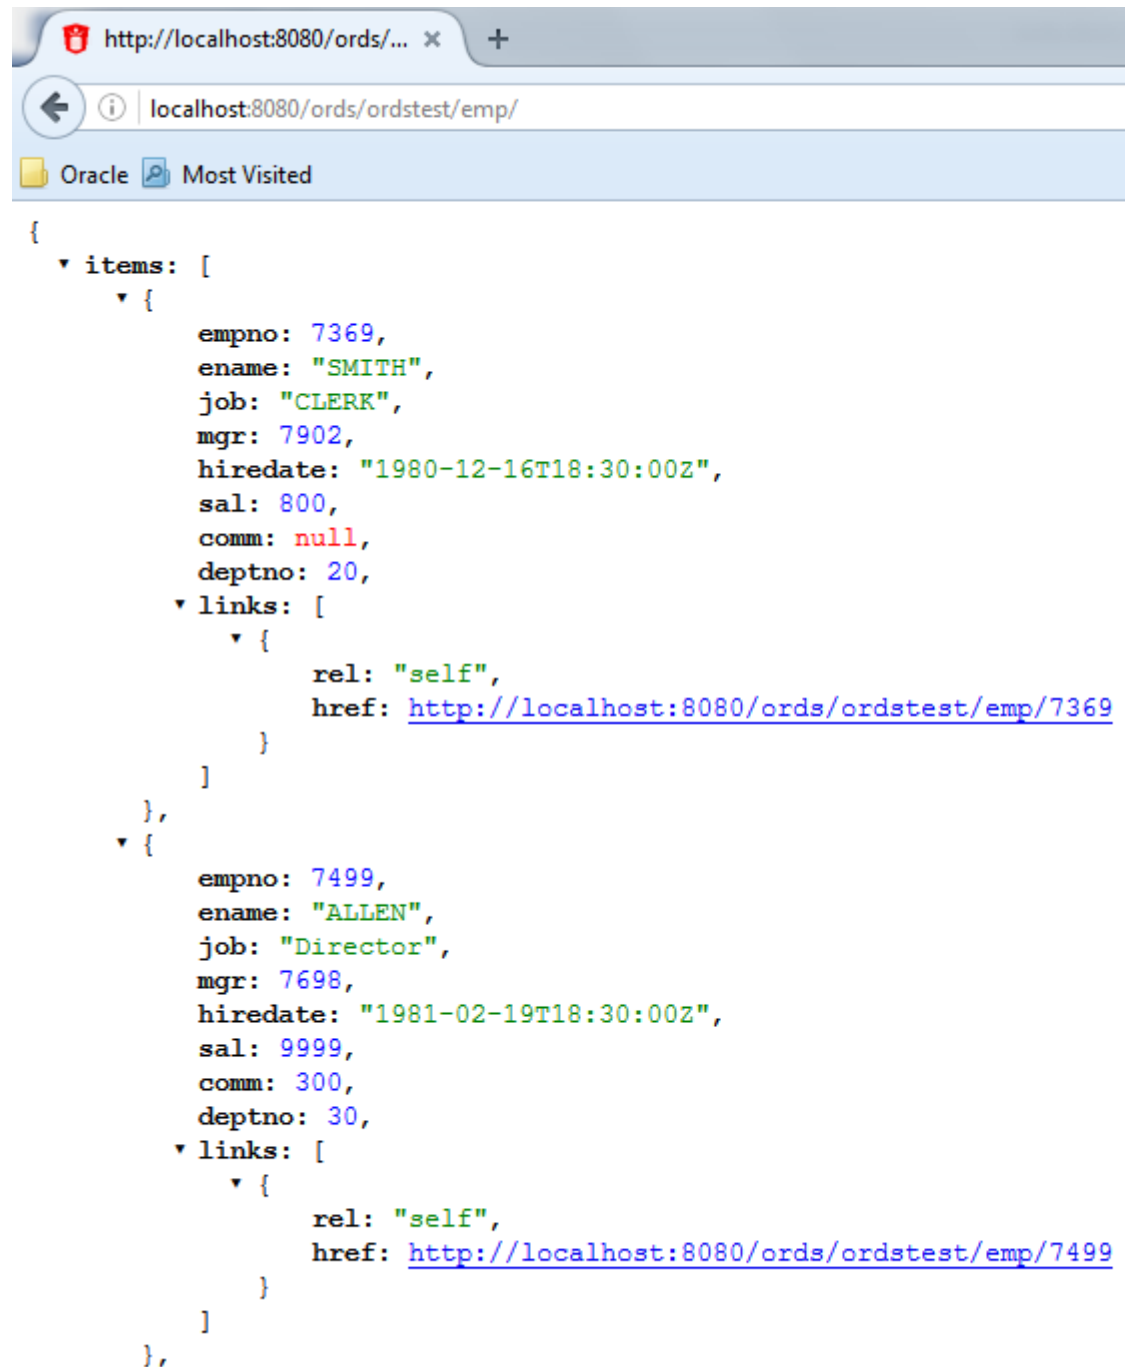 http://localhost:8080/ords/... × +
localhost:8080/ords/ordstest/emp/
Oracle Most Visited
{
items: [
{
empno: 7369,
ename: "SMITH",
job: "CLERK",
mgr: 7902,
hiredate: "1980-12-16T18:30:00Z",
sal: 800,
comm: null,
deptno: 20,
links: [
{
rel: "self",
href: http://localhost:8080/ords/ordstest/emp/7369
}
]
},
{
empno: 7499,
ename: "ALLEN",
job: "Director",
mgr: 7698,
hiredate: "1981-02-19T18:30:00Z",
sal: 9999,
comm: 300,
deptno: 30,
links: [
{
rel: "self",
href: http://localhost:8080/ords/ordstest/emp/7499
}
]
},